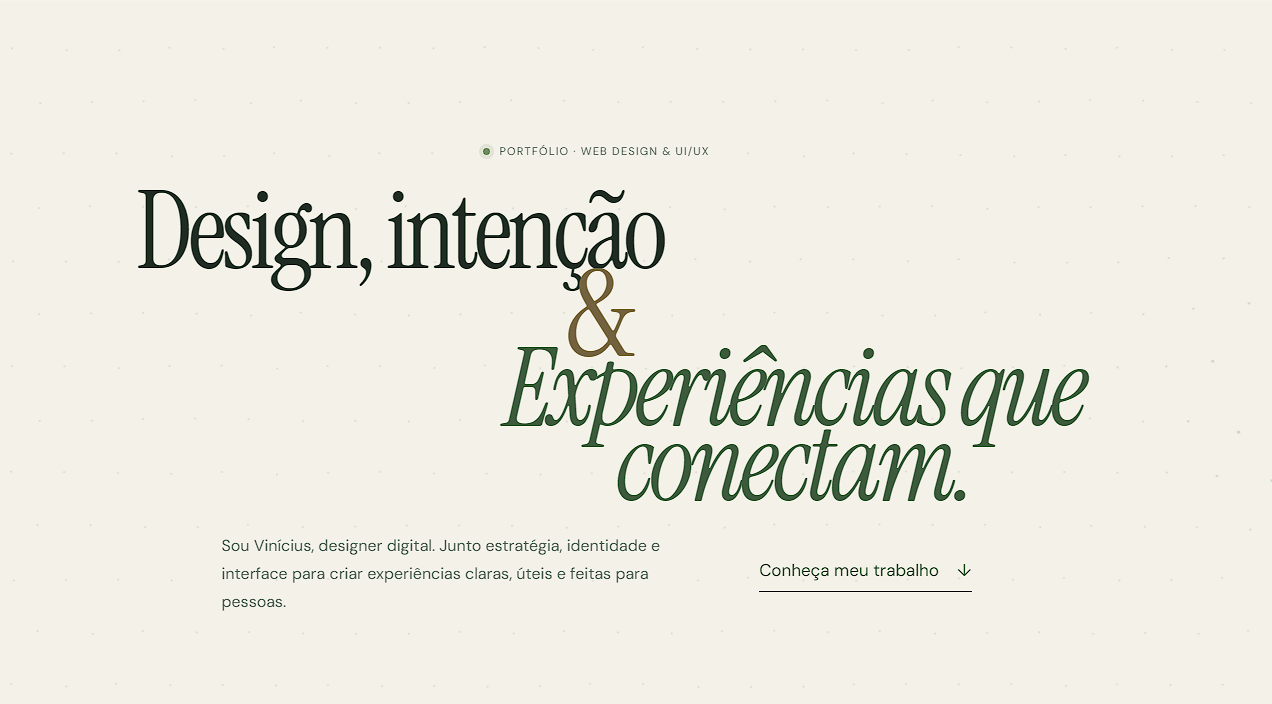 PORTFÓLIO · WEB DESIGN & UI/UX
Design, intenção
&
Experiências que
conectam.
Sou Vinícius, designer digital. Junto estratégia, identidade e
interface para criar experiências claras, úteis e feitas para
pessoas.
Conheça meu trabalho ↓